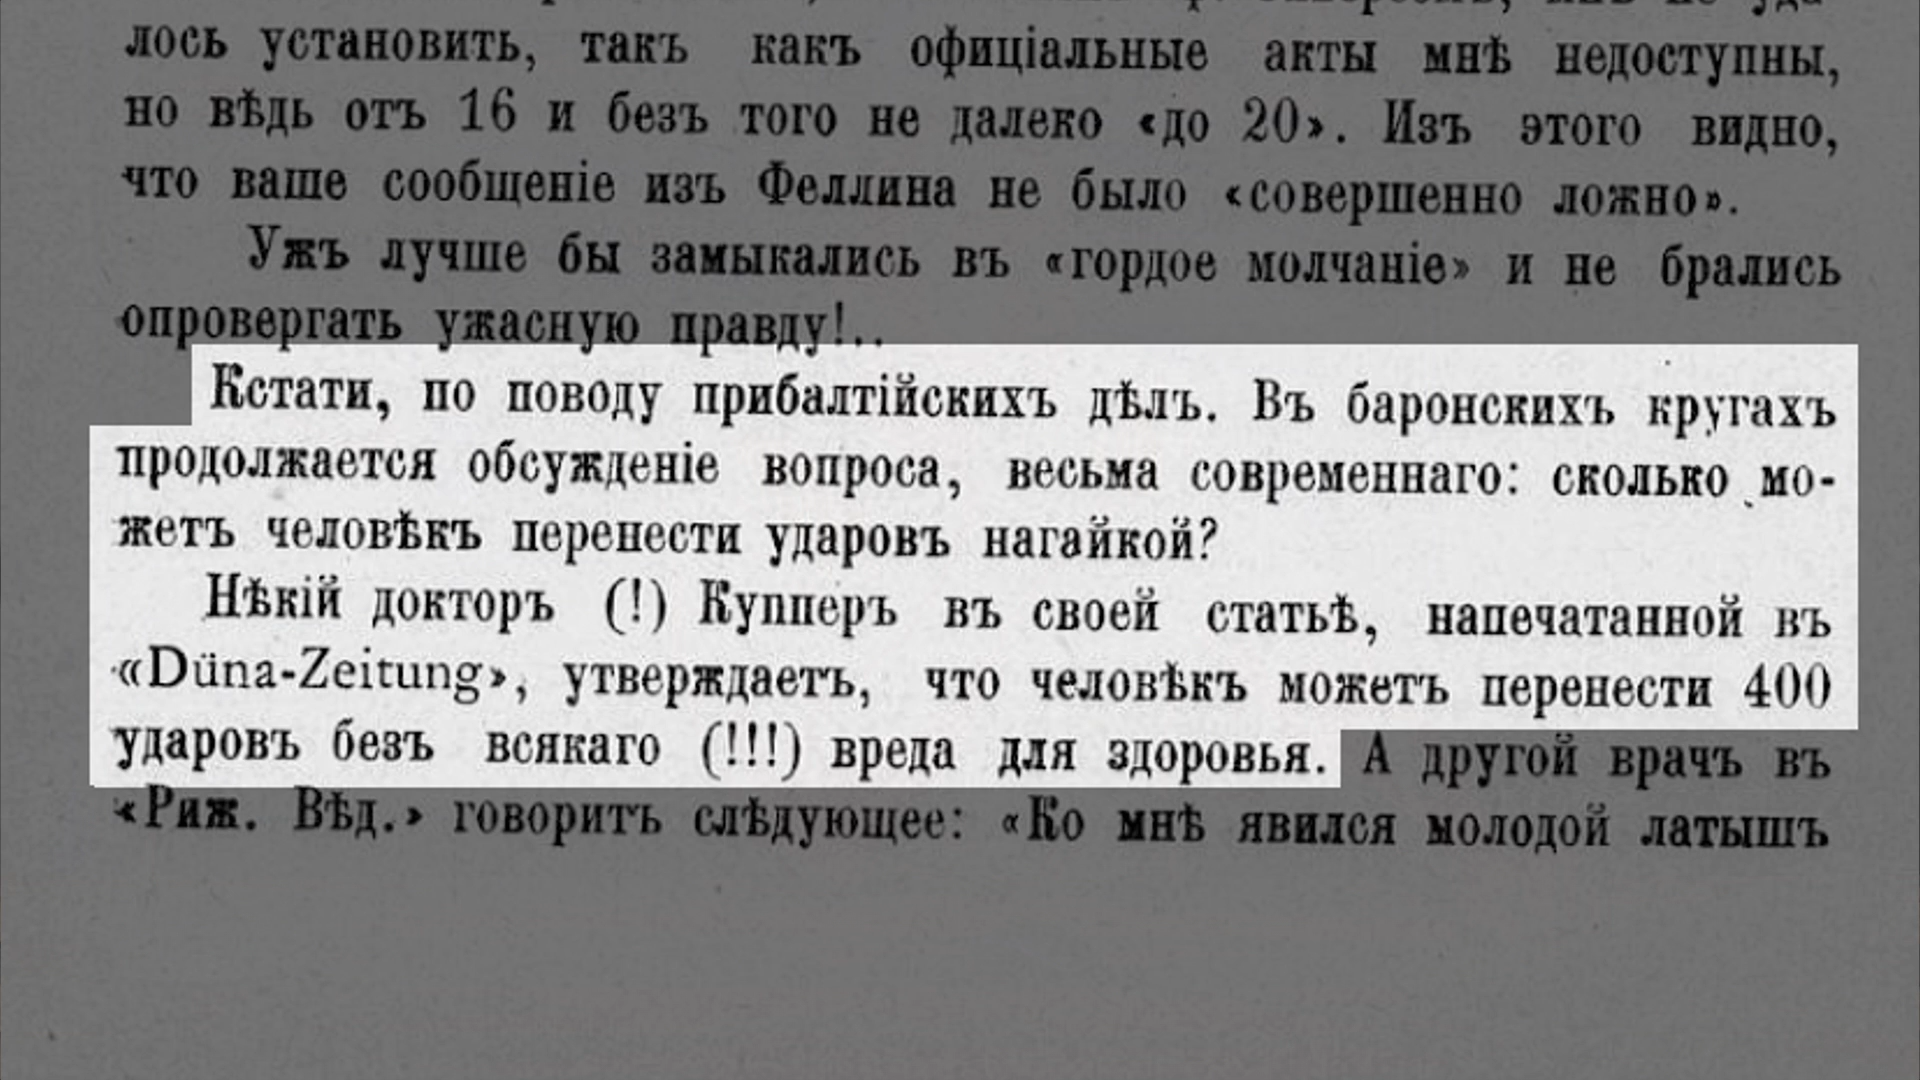 лось установить, такъ какъ офиціальные акты мнѣ недоступны,
но вѣдь отъ 16 и безъ того не далеко «до 20». Изъ этого видно,
что ваше сообщеніе изъ Феллина не было «совершенно ложно».
Ужъ лучше бы замыкались въ «гордое молчаніе» и не брались
опровергать ужасную правду!..
Кстати, по поводу прибалтійскихъ дѣлъ. Въ баронскихъ кругахъ
продолжается обсужденіе вопроса, весьма современнаго: сколько мо-
жетъ человѣкъ перенести ударовъ нагайкой?
Нѣкій докторъ (!) Купперъ въ своей статьѣ, напечатанной въ
«Düna-Zeitung», утверждаетъ, что человѣкъ можетъ перенести 400
ударовъ безъ всякаго (!!!) вреда для здоровья. А другой врачъ въ
«Риж. Вѣд.» говоритъ слѣдующее: «Ко мнѣ явился молодой латышъ